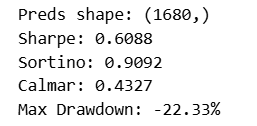 Preds shape: (1680,)
Sharpe: 0.6088
Sortino: 0.9092
Calmar: 0.4327
Max Drawdown: -22.33%